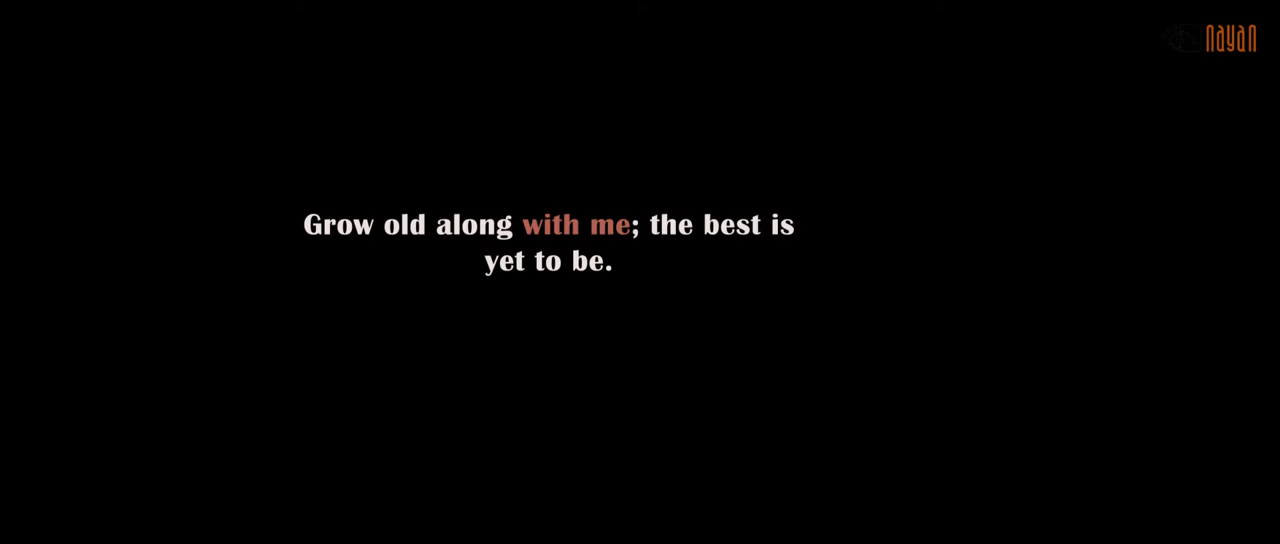 nayan
Grow old along with me; the best is
yet to be.